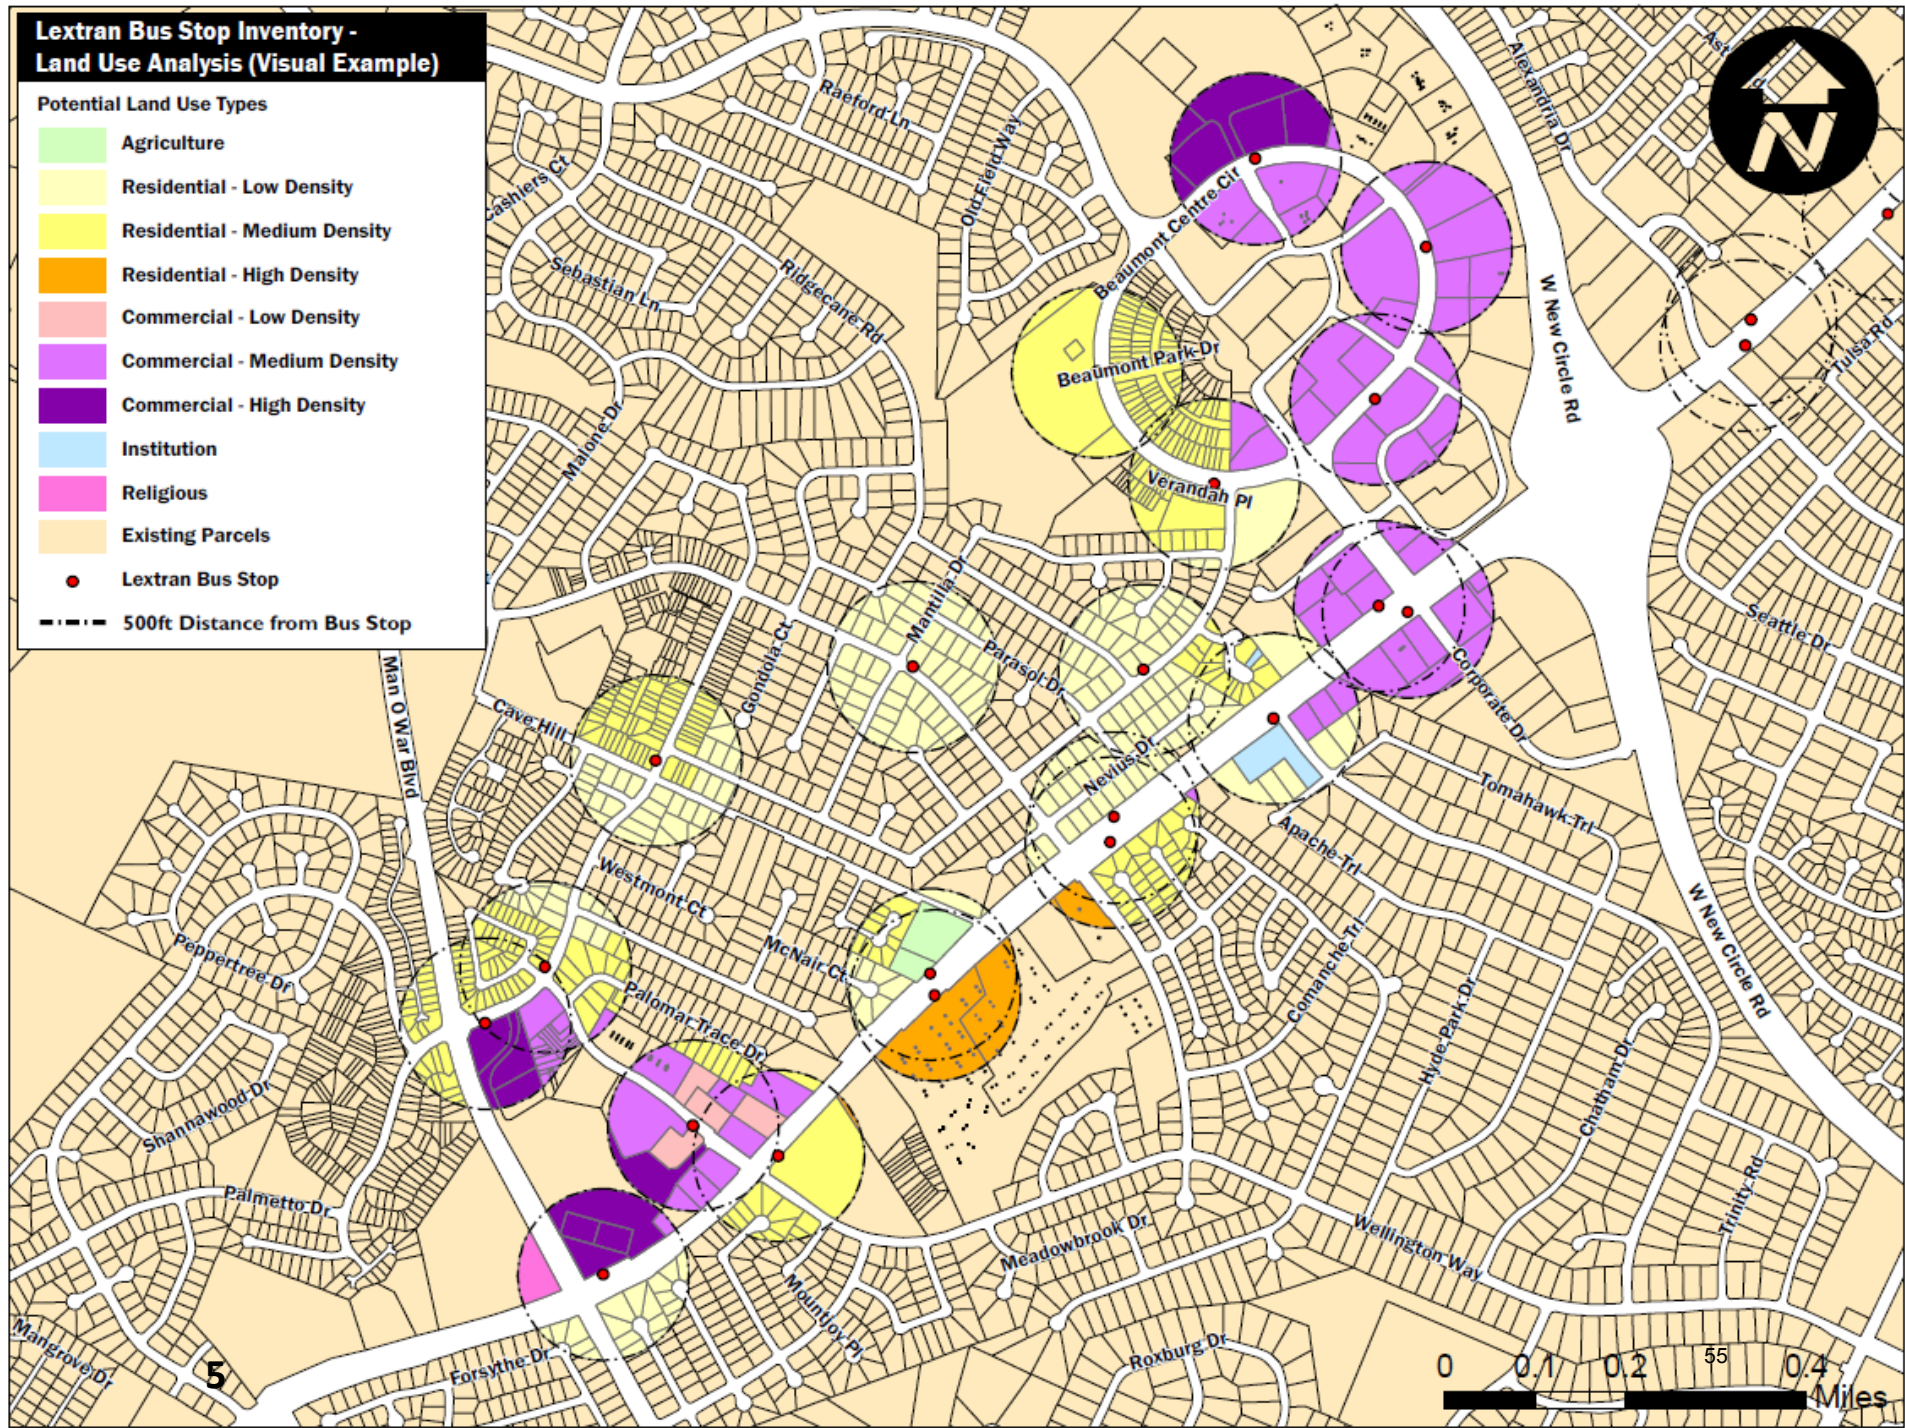 Lextran Bus Stop Inventory -
Land Use Analysis (Visual Example)
Potential Land Use Types
Agriculture
Residential - Low Density
Residential - Medium Density
Residential - High Density
Commercial - Low Density
Commercial - Medium Density
Commercial - High Density
Institution
Religious
Existing Parcels
Lextran Bus Stop
500ft Distance from Bus Stop
N
Raeford Ln
Old Field Way
Alexandria Dr
Cashiers Ct
Sebastian Ln
Ridgecane Rd
Beaumont Centre Cir
W New Circle Rd
Tulsa Rd
Beaumont Park Dr
Malone Dr
Verandah Pl
Mantilla Dr
Parasol Dr
Gondola Ct
Seattle Dr
Corporate Dr
Man O War Blvd
Cave Hill
Nevius Dr
Tomahawk Trl
Apache Trl
Westmont Ct
W New Circle Rd
McNair Ct
Peppertree Dr
Comanche Trl
Hyde Park Dr
Palomar Trace Dr
Chatham Dr
Shannawood Dr
Trinity Rd
Palmetto Dr
Meadowbrook Dr
Wellington Way
Mountjoy Pl
Mangrove Dr
Forsythe Dr
Roxburg Dr
5
55
0 0.1 0.2 0.4
Miles